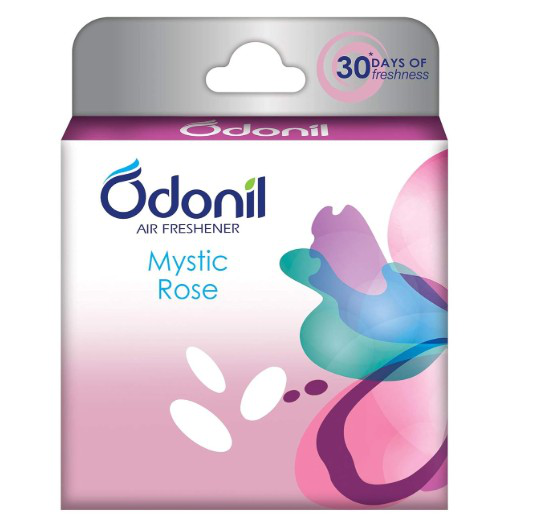 30*DAYS OF
freshness
Odonil
Odonil
AIR FRESHENER
Mystic
Rose